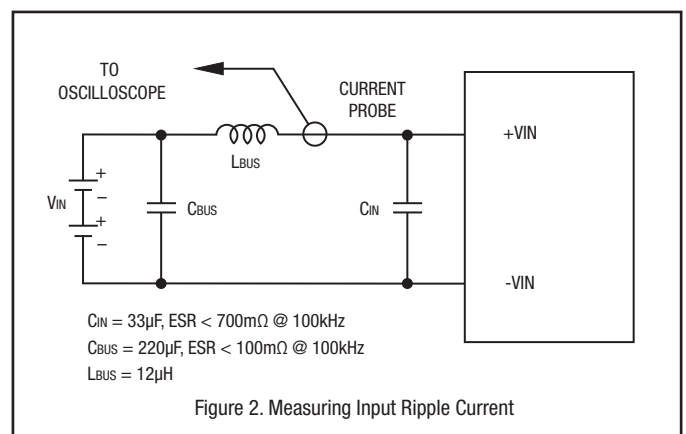 TO
OSCILLOSCOPE
CURRENT
PROBE
+VIN
LBUS
VIN
+
–
+
–
CBUS
CIN
-VIN
CIN = 33µF, ESR < 700mΩ @ 100kHz
CBUS = 220µF, ESR < 100mΩ @ 100kHz
LBUS = 12µH
Figure 2. Measuring Input Ripple Current